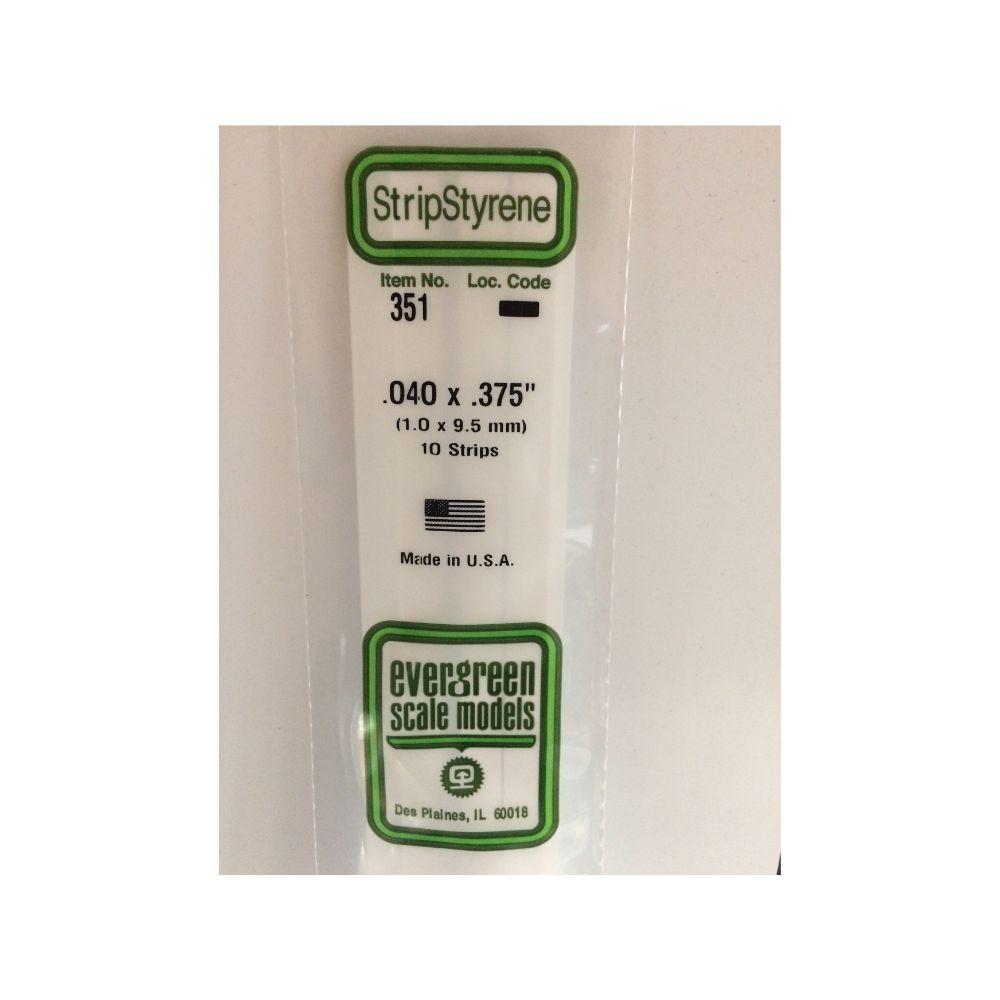 StripStyrene
Item No. Loc. Code
351
.040 x .375"
(1.0 x 9.5 mm)
10 Strips
Made in U.S.A.
evergreen
scale models
Des Plaines, IL 60018